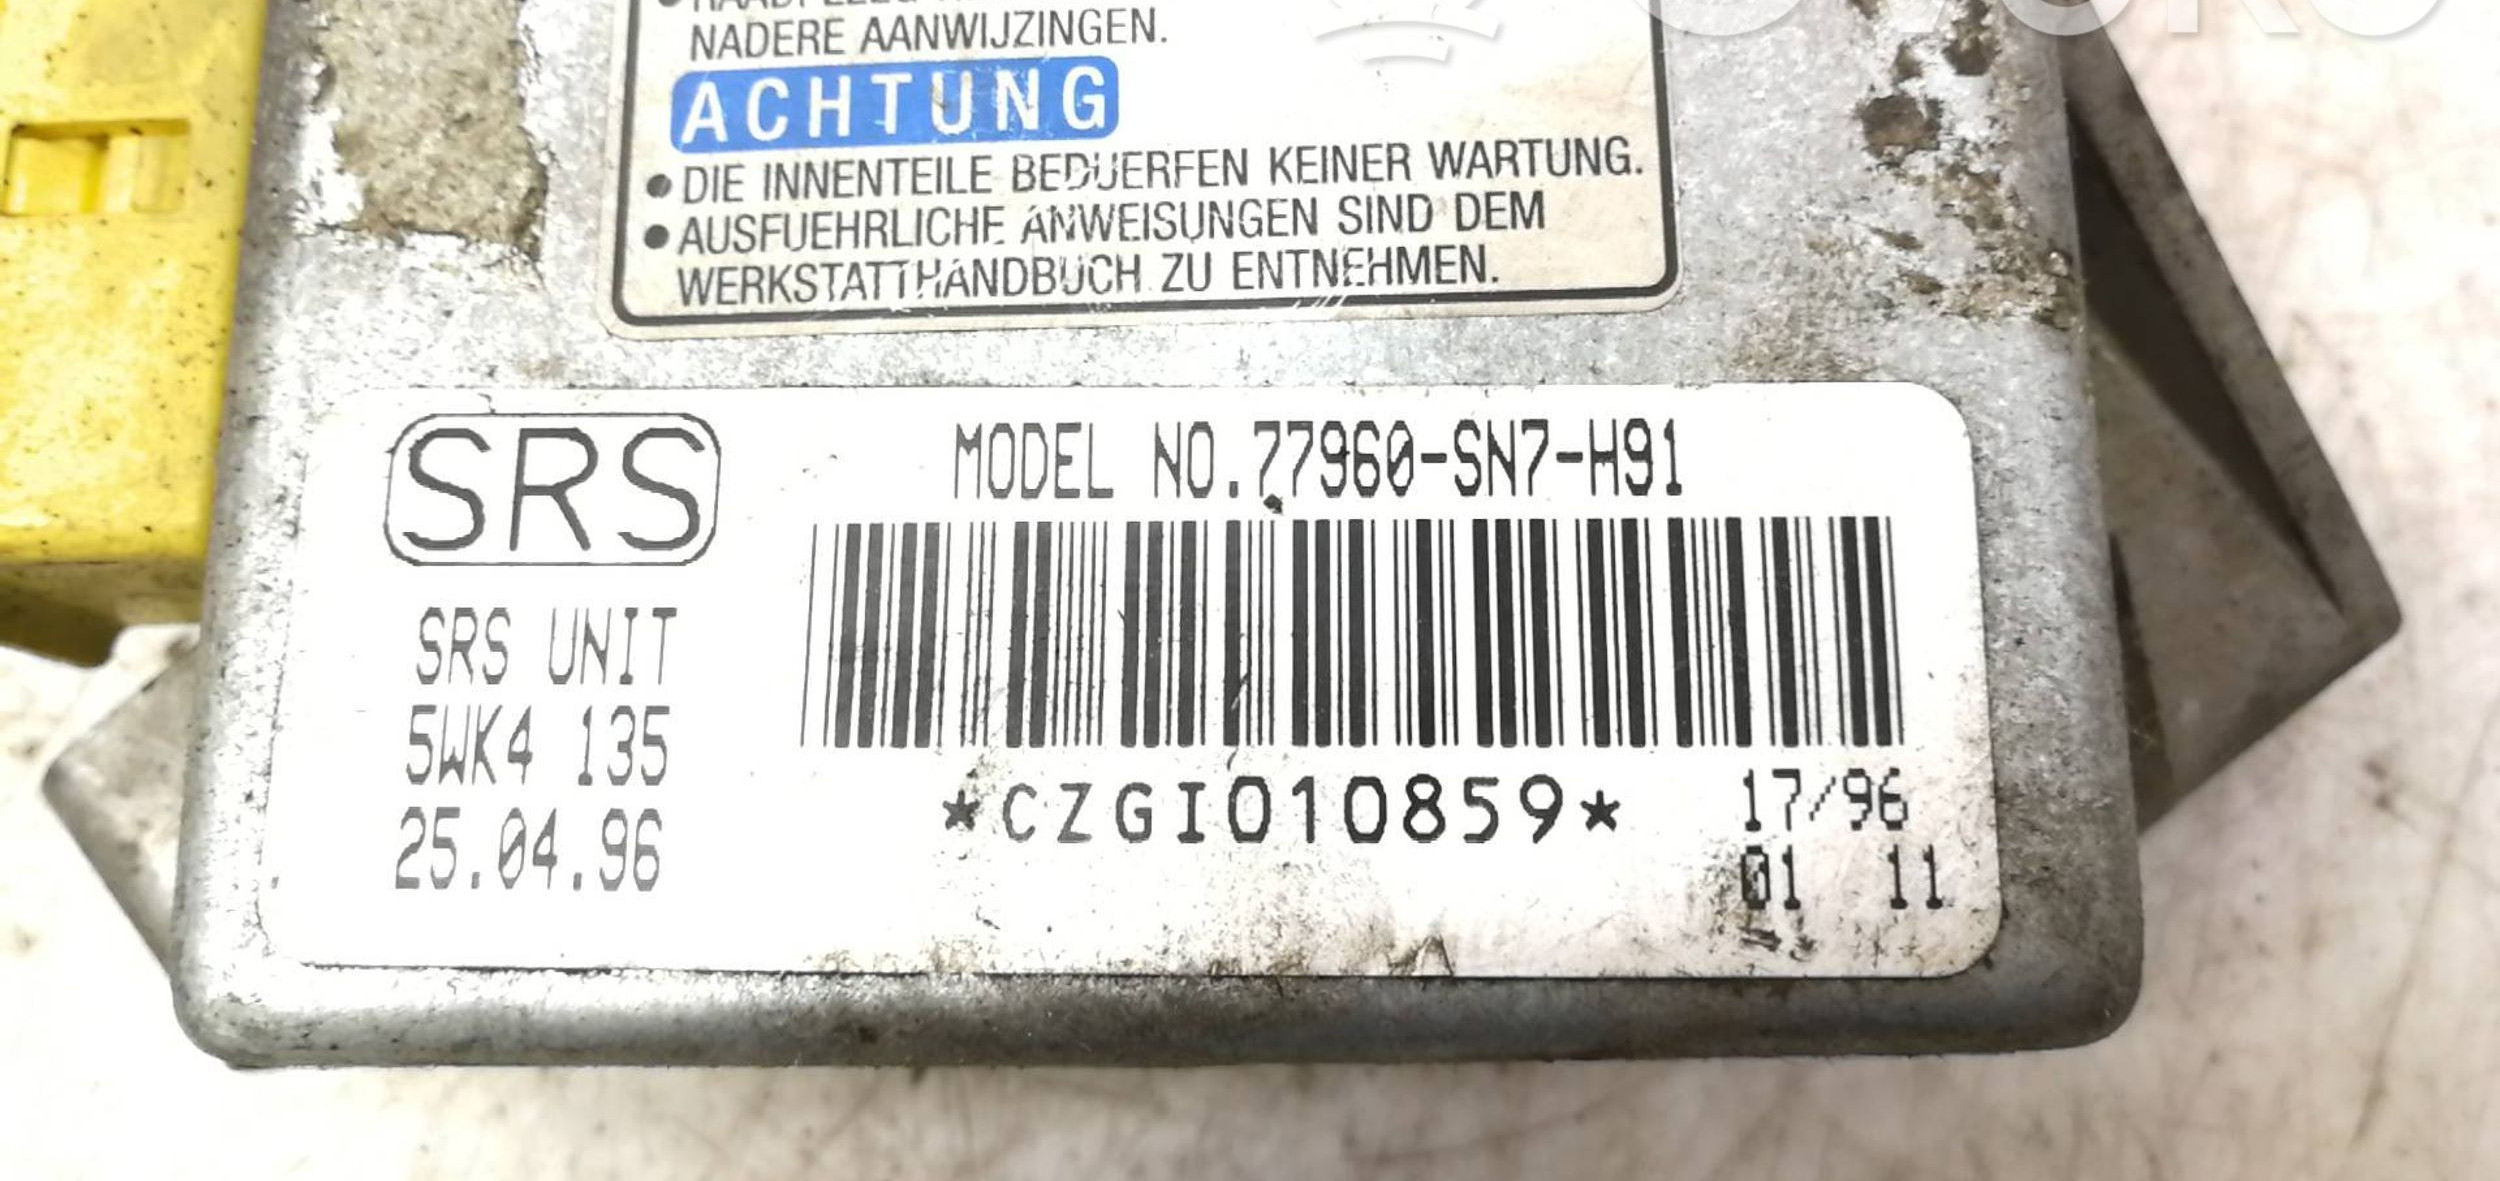 NADERE AANWIJZINGEN.
ACHTUNG
● DIE INNENTEILE BEDUERFEN KEINER WARTUNG.
● AUSFUEHRLICHE ANWEISUNGEN SIND DEM
WERKSTATTHANDBUCH ZU ENTNEHMEN.
SRS
MODEL NO.77960-SN7-H91
SRS UNIT
5WK4 135
25.04.96
*CZGI010859*
17/96
01 11